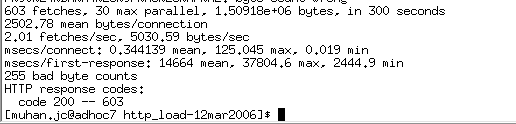 603 fetches, 30 max parallel, 1.50918e+06 bytes, in 300 seconds
2502.78 mean bytes/connection
2.01 fetches/sec, 5030.59 bytes/sec
msecs/connect: 0.344139 mean, 125.045 max, 0.019 min
msecs/first-response: 14664 mean, 37804.6 max, 2444.9 min
255 bad byte counts
HTTP response codes:
code 200 -- 603
[muhan.jc@adhoc7 http_load-12mar2006]$